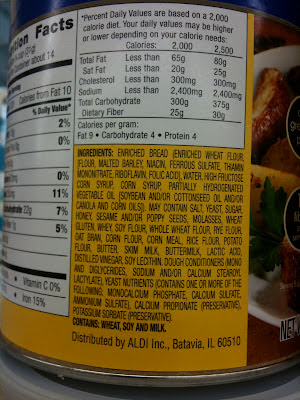 tion Facts
ize (31g)
ontainer about 14
Calories from Fat 10
% Daily Value*
2%
0%
0%
11%
hydrate 22g 7%
5%
• Vitamin C 0%
• Iron 15%
*Percent Daily Values are based on a 2,000
calorie diet. Your daily values may be higher
or lower depending on your calorie needs:
Calories: 2,000 2,500
Total Fat Less than 65g 80g
Sat Fat Less than 20g 25g
Cholesterol Less than 300mg 300mg
Sodium Less than 2,400mg 2,400mg
Total Carbohydrate 300g 375g
Dietary Fiber 25g 30g
Calories per gram:
Fat 9 • Carbohydrate 4 • Protein 4
INGREDIENTS: ENRICHED BREAD (ENRICHED WHEAT FLOUR,
FLOUR, MALTED BARLEY, NIACIN, FERROUS SULFATE, THIAMIN
MONONITRATE, RIBOFLAVIN, FOLIC ACID), WATER, HIGH FRUCTOSE
CORN SYRUP, CORN SYRUP, PARTIALLY HYDROGENATED
VEGETABLE OIL (SOYBEAN AND/OR COTTONSEED OIL AND/OR
CANOLA AND CORN OILS), MAY CONTAIN SALT, YEAST, SUGAR,
HONEY, SESAME AND/OR POPPY SEEDS, MOLASSES, WHEAT
GLUTEN, WHEY, SOY FLOUR, WHOLE WHEAT FLOUR, RYE FLOUR,
OAT BRAN, CORN FLOUR, CORN MEAL, RICE FLOUR, POTATO
FLOUR, BUTTER, SKIM MILK, BUTTERMILK, LACTIC ACID,
DISTILLED VINEGAR, SOY LECITHIN, DOUGH CONDITIONERS (MONO
AND DIGLYCERIDES, SODIUM AND/OR CALCIUM STEAROYL
LACTYLATE), YEAST NUTRIENTS (CONTAINS ONE OR MORE OF THE
FOLLOWING: MONOCALCIUM PHOSPHATE, CALCIUM SULFATE,
AMMONIUM SULFATE), CALCIUM PROPIONATE (PRESERVATIVE),
POTASSIUM SORBATE (PRESERVATIVE).
CONTAINS: WHEAT, SOY AND MILK.
Distributed by ALDI Inc., Batavia, IL 60510